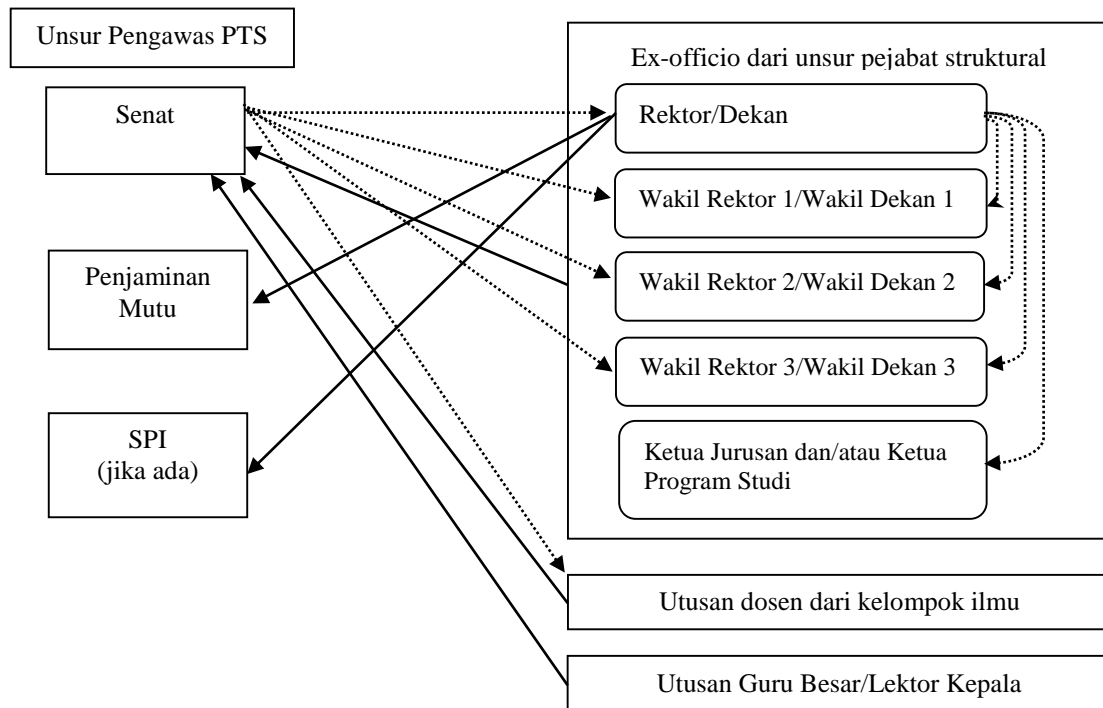 Unsur Pengawas PTS
Senat
Penjaminan
Mutu
SPI
(jika ada)
Ex-officio dari unsur pejabat struktural
Rektor/Dekan
Wakil Rektor 1/Wakil Dekan 1
Wakil Rektor 2/Wakil Dekan 2
Wakil Rektor 3/Wakil Dekan 3
Ketua Jurusan dan/atau Ketua
Program Studi
Utusan dosen dari kelompok ilmu
Utusan Guru Besar/Lektor Kepala